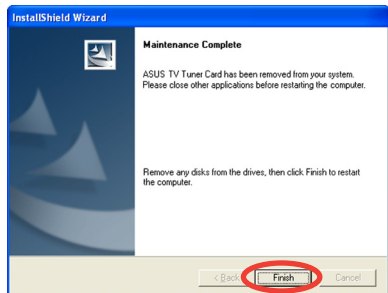 InstallShield Wizard
Maintenance Complete
ASUS TV Tuner Card has been removed from your system.
Please close other applications before restarting the computer.
Remove any disks from the drives, then click Finish to restart
the computer.
< Back
Finish
Cancel